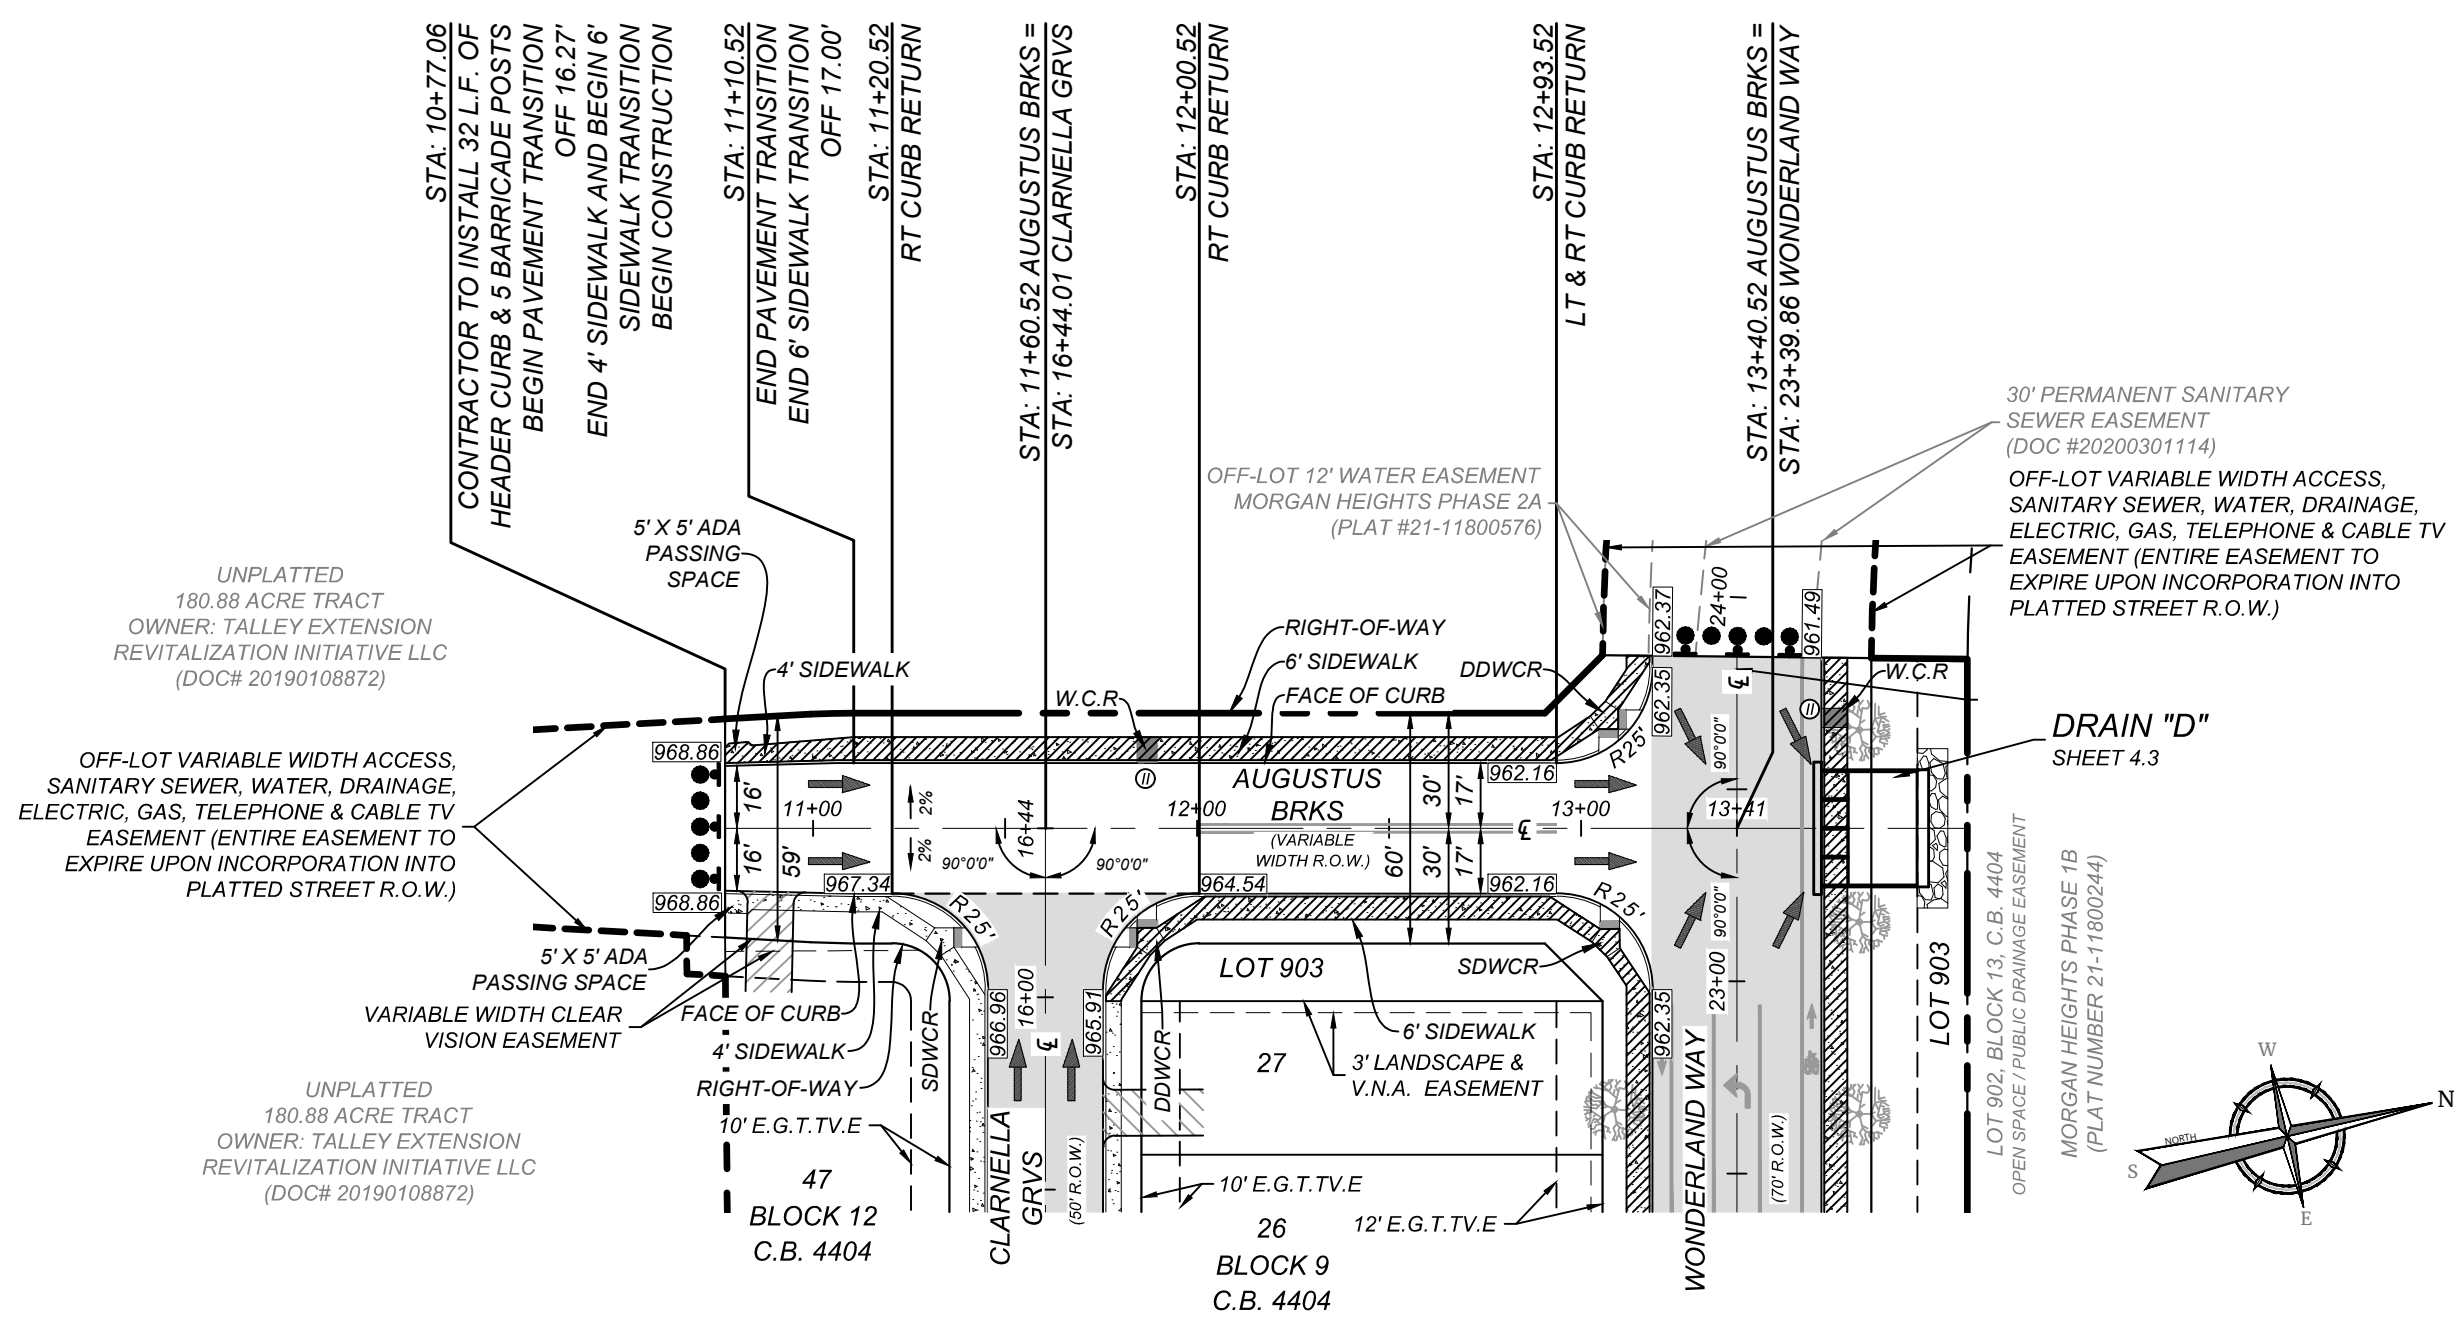 STA: 10+77.06
CONTRACTOR TO INSTALL 32 L.F. OF
HEADER CURB & 5 BARRICADE POSTS
BEGIN PAVEMENT TRANSITION
OFF 16.27'
END 4' SIDEWALK AND BEGIN 6'
SIDEWALK TRANSITION
BEGIN CONSTRUCTION
STA: 11+10.52
END PAVEMENT TRANSITION
END 6' SIDEWALK TRANSITION
OFF 17.00'
STA: 11+20.52
RT CURB RETURN
STA: 11+60.52 AUGUSTUS BRKS =
STA: 16+44.01 CLARNELLA GRVS
STA: 12+00.52
RT CURB RETURN
STA: 12+93.52
LT & RT CURB RETURN
STA: 13+40.52 AUGUSTUS BRKS =
STA: 23+39.86 WONDERLAND WAY
30' PERMANENT SANITARY
SEWER EASEMENT
(DOC #20200301114)
OFF-LOT VARIABLE WIDTH ACCESS,
SANITARY SEWER, WATER, DRAINAGE,
ELECTRIC, GAS, TELEPHONE & CABLE TV
EASEMENT (ENTIRE EASEMENT TO
EXPIRE UPON INCORPORATION INTO
PLATTED STREET R.O.W.)
OFF-LOT 12' WATER EASEMENT
MORGAN HEIGHTS PHASE 2A
(PLAT #21-11800576)
5' X 5' ADA
PASSING
SPACE
UNPLATTED
180.88 ACRE TRACT
OWNER: TALLEY EXTENSION
REVITALIZATION INITIATIVE LLC
(DOC# 20190108872)
4' SIDEWALK
W.C.R
RIGHT-OF-WAY
6' SIDEWALK
FACE OF CURB
DDWCR
962.37
24+00
961.49
962.35
℄
W.C.R
DRAIN "D"
SHEET 4.3
OFF-LOT VARIABLE WIDTH ACCESS,
SANITARY SEWER, WATER, DRAINAGE,
ELECTRIC, GAS, TELEPHONE & CABLE TV
EASEMENT (ENTIRE EASEMENT TO
EXPIRE UPON INCORPORATION INTO
PLATTED STREET R.O.W.)
968.86
16'
16'
59'
968.86
11+00
2%
2%
967.34
90°0'0"
16+44
90°0'0"
12+00
964.54
AUGUSTUS
BRKS
(VARIABLE
WIDTH R.O.W.)
60'
30'
30'
17'
17'
℄
962.16
962.16
13+00
R25'
R25'
90°0'0"
13+41
90°0'0"
R25'
R25'
5' X 5' ADA
PASSING SPACE
VARIABLE WIDTH CLEAR
VISION EASEMENT
FACE OF CURB
4' SIDEWALK
RIGHT-OF-WAY
10' E.G.T.TV.E
SDWCR
966.96
16+00
℄
965.91
DDWCR
LOT 903
SDWCR
6' SIDEWALK
27
3' LANDSCAPE &
V.N.A. EASEMENT
962.35
23+00
WONDERLAND WAY
(70' R.O.W.)
LOT 903
LOT 902, BLOCK 13, C.B. 4404
OPEN SPACE / PUBLIC DRAINAGE EASEMENT
MORGAN HEIGHTS PHASE 1B
(PLAT NUMBER 21-11800244)
UNPLATTED
180.88 ACRE TRACT
OWNER: TALLEY EXTENSION
REVITALIZATION INITIATIVE LLC
(DOC# 20190108872)
47
BLOCK 12
C.B. 4404
CLARNELLA
GRVS
(50' R.O.W.)
10' E.G.T.TV.E
26
BLOCK 9
C.B. 4404
12' E.G.T.TV.E
W
N
NORTH
S
E